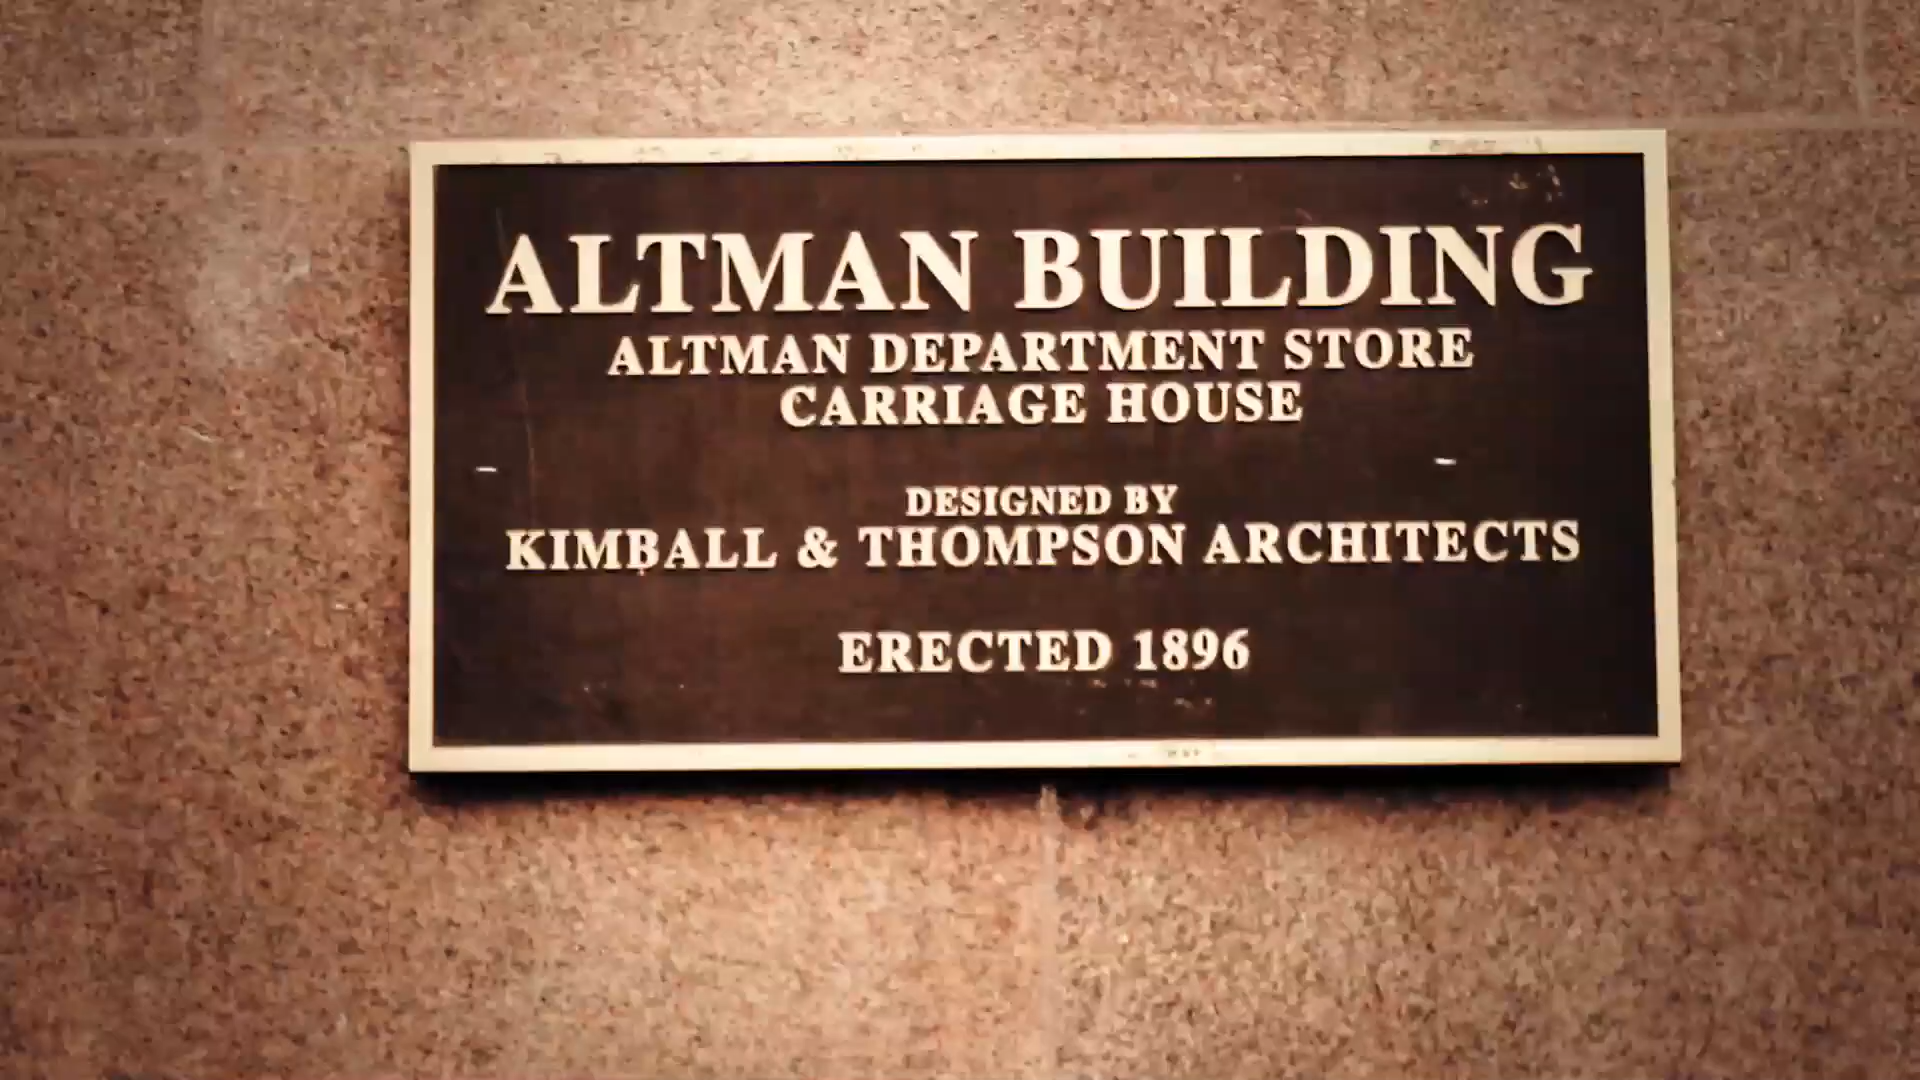 ALTMAN BUILDING
ALTMAN DEPARTMENT STORE
CARRIAGE HOUSE
DESIGNED BY
KIMBALL & THOMPSON ARCHITECTS
ERECTED 1896